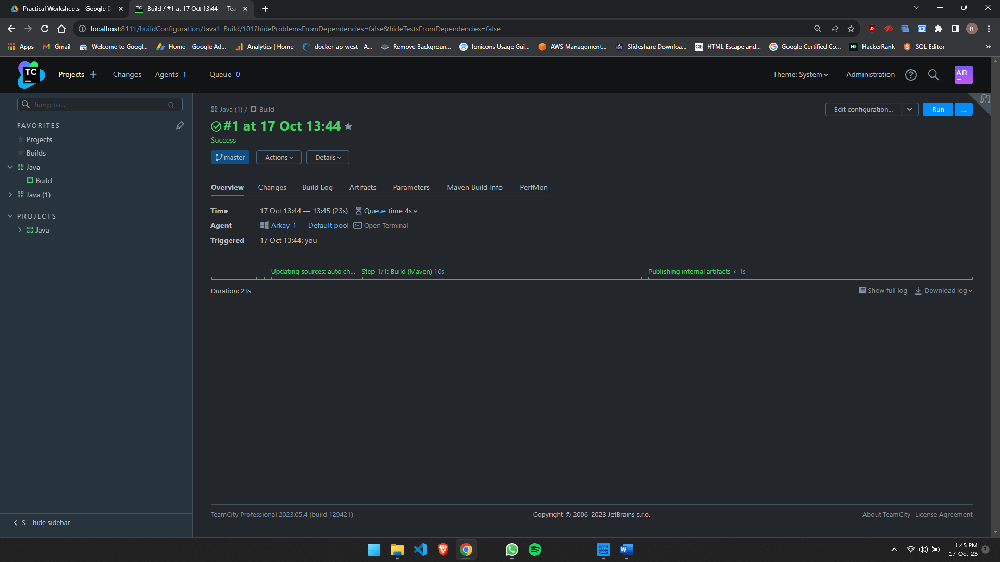 Practical Worksheets - Google D
TC Build / #1 at 17 Oct 13:44 — Tea
localhost:8111/buildConfiguration/Java1_Build/101?hideProblemsFromDependencies=false&hideTestsFromDependencies=false
R
Apps Gmail Welcome to Googl... Home – Google Ad... Analytics | Home docker-ap-west - A... Remove Backgroun... Ionicons Usage Gui... AWS Management... Slideshare Downloa... Cb HTML Escape and... Google Certified Co... HackerRank SQL Editor »
TC Projects + Changes Agents 1 Queue 0 Theme: System Administration ? AR
Jump to... Q
FAVORITES
Projects
Builds
Java
Build
Java (1)
PROJECTS
Java
S – hide sidebar
Java (1) / Build
Edit configuration... Run ...
#1 at 17 Oct 13:44
Success
master Actions Details
Overview Changes Build Log Artifacts Parameters Maven Build Info PerfMon
Time 17 Oct 13:44 — 13:45 (23s) Queue time 4s
Agent Arkay-1 — Default pool Open Terminal
Triggered 17 Oct 13:44: you
Updating sources: auto ch... Step 1/1: Build (Maven) 10s Publishing internal artifacts < 1s
Duration: 23s Show full log Download log
TeamCity Professional 2023.05.4 (build 129421) Copyright © 2006–2023 JetBrains s.r.o. About TeamCity License Agreement
prime video W 1:45 PM
17-Oct-23 3